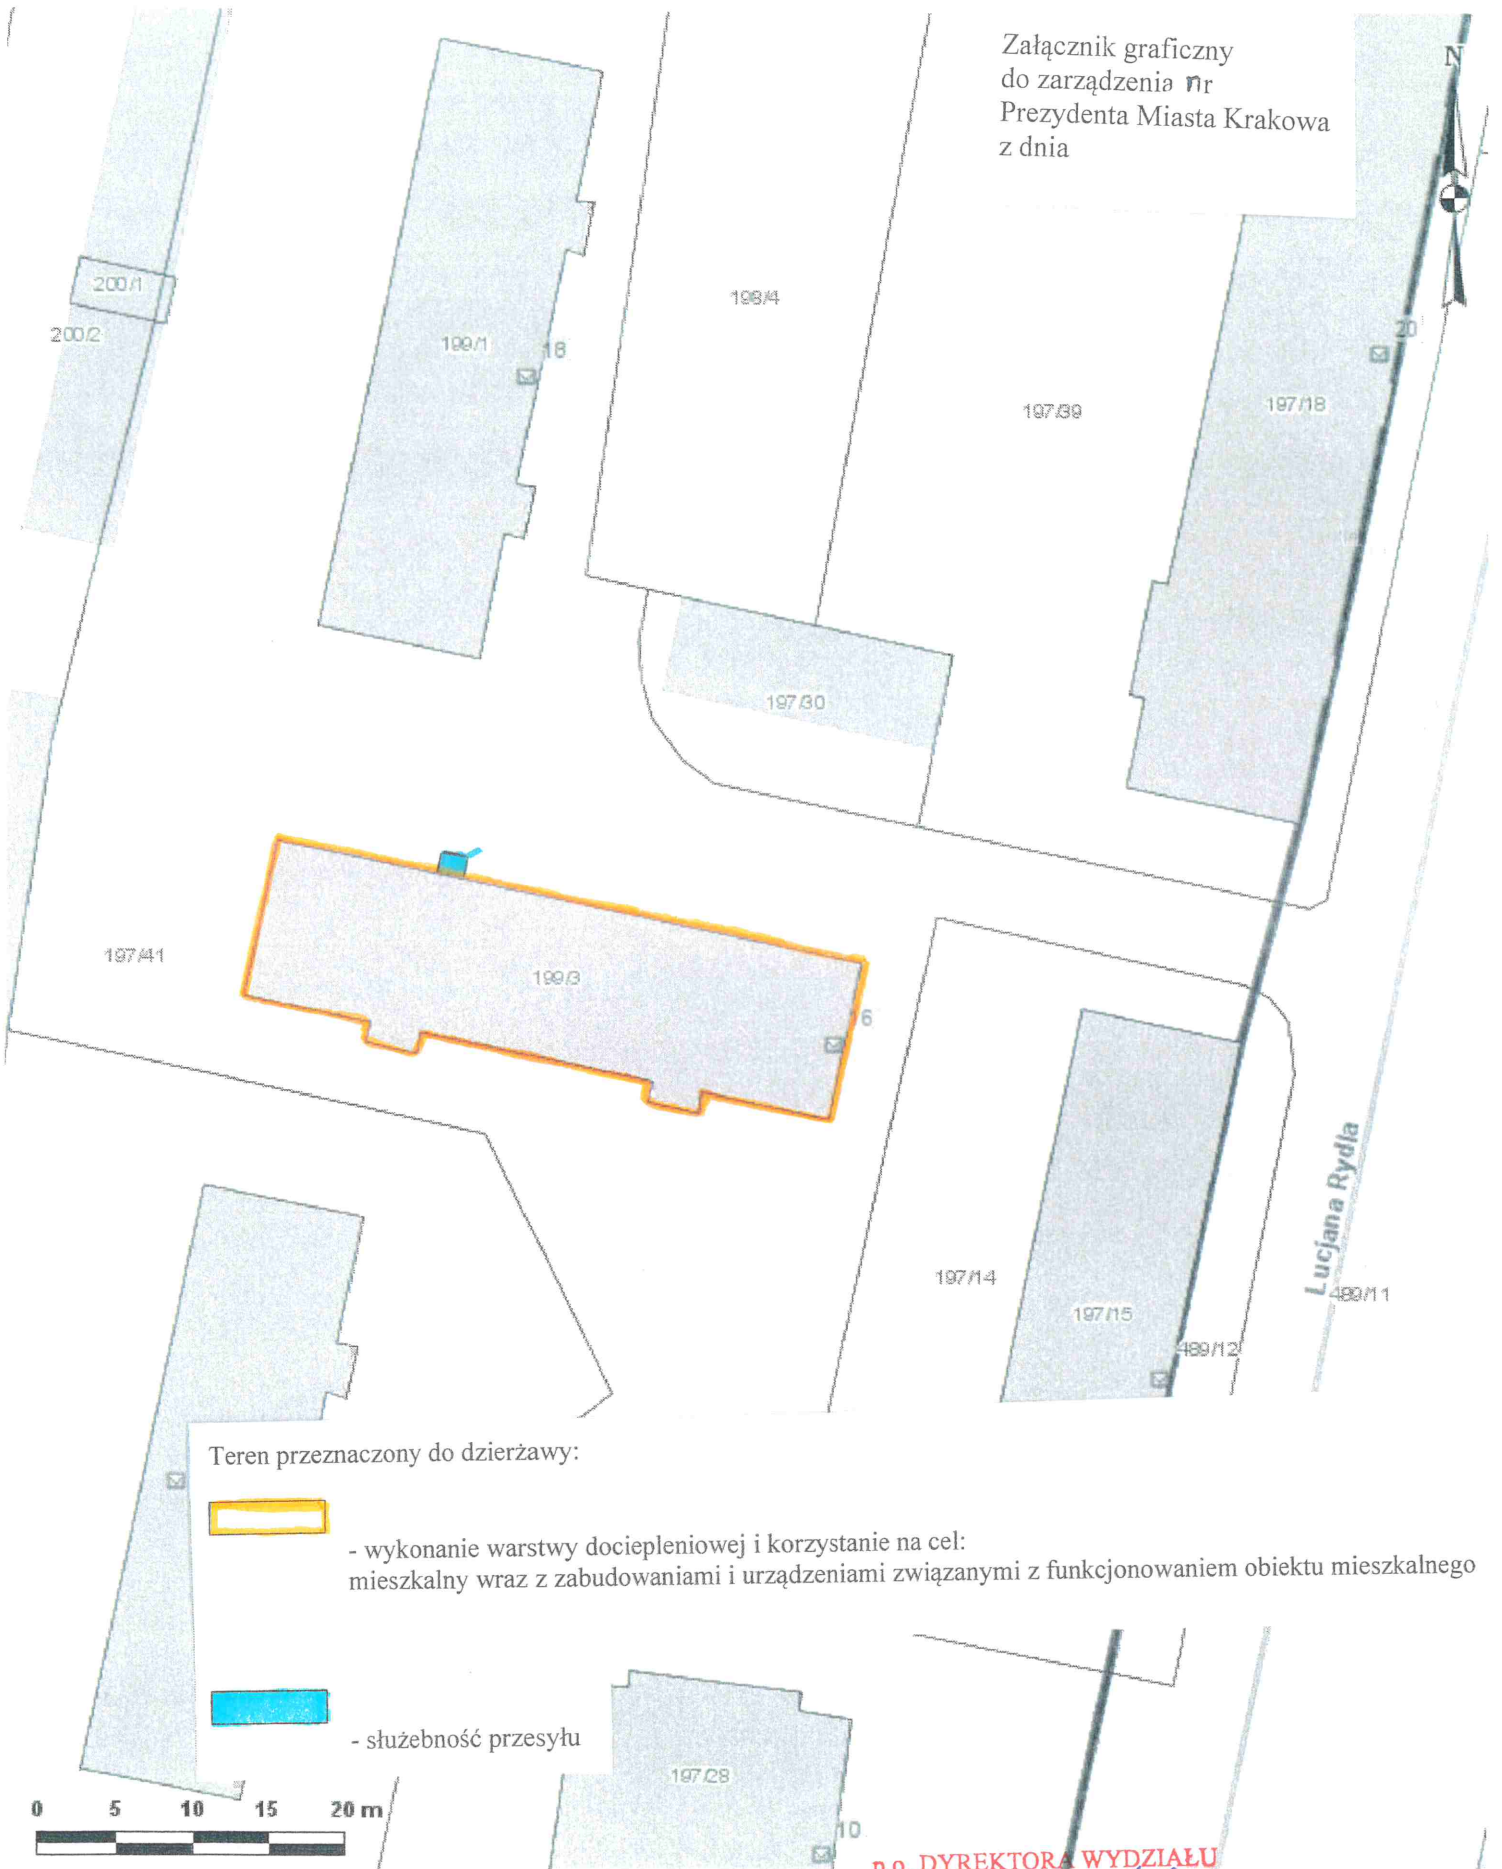 Załącznik graficzny
do zarządzenia nr
Prezydenta Miasta Krakowa
z dnia
N
200/1
200/2
199/1
18
198/4
197/39
20
197/18
197/30
197/41
199/3
6
197/14
197/15
489/12
Lucjana Rydla
489/11
Teren przeznaczony do dzierżawy:
- wykonanie warstwy dociepleniowej i korzystanie na cel:
mieszkalny wraz z zabudowaniami i urządzeniami związanymi z funkcjonowaniem obiektu mieszkalnego
- służebność przesyłu
197/28
10
0 5 10 15 20 m
p.o. DYREKTORA WYDZIAŁU